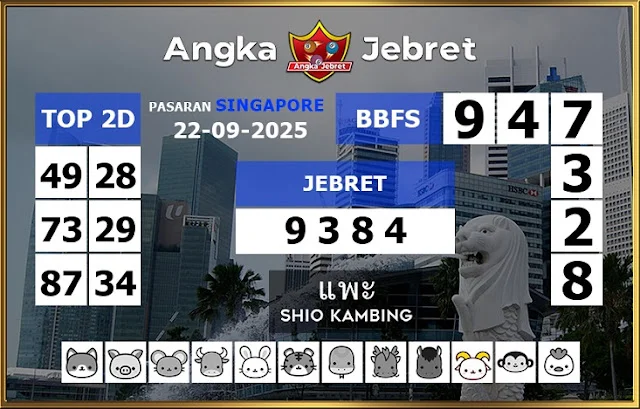 Angka Jebret
Angka Jebret
TOP 2D
PASARAN SINGAPORE
22-09-2025
BBFS
9 4 7
3
2
8
49 28
73 29
87 34
JEBRET
9 3 8 4
แพะ
SHIO KAMBING
HSBC